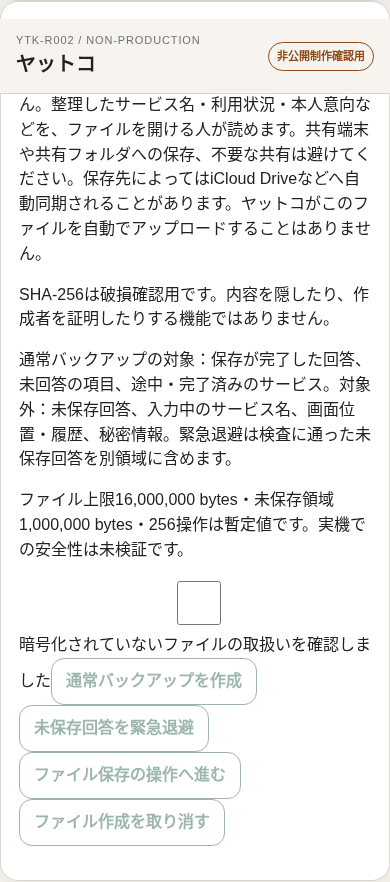 YTK-R002 / NON-PRODUCTION
ヤットコ
非公開制作確認用
ん。整理したサービス名・利用状況・本人意向な
どを、ファイルを開ける人が読めます。共有端末
や共有フォルダへの保存、不要な共有は避けてく
ださい。保存先によってはiCloud Driveなどへ自
動同期されることがあります。ヤットコがこのフ
ァイルを自動でアップロードすることはありませ
ん。
SHA-256は破損確認用です。内容を隠したり、作
成者を証明したりする機能ではありません。
通常バックアップの対象：保存が完了した回答、
未回答の項目、途中・完了済みのサービス。対象
外：未保存回答、入力中のサービス名、画面位
置・履歴、秘密情報。緊急退避は検査に通った未
保存回答を別領域に含めます。
ファイル上限16,000,000 bytes・未保存領域
1,000,000 bytes・256操作は暫定値です。実機で
の安全性は未検証です。
暗号化されていないファイルの取扱いを確認しま
した 通常バックアップを作成
未保存回答を緊急退避
ファイル保存の操作へ進む
ファイル作成を取り消す